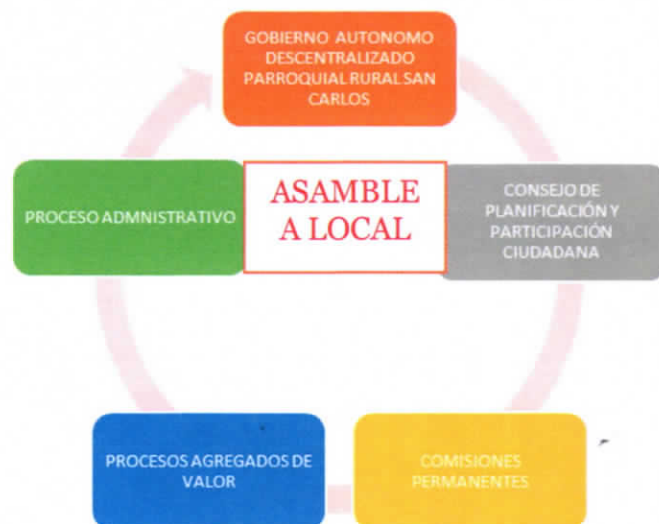 GOBIERNO AUTONOMO
DESCENTRALIZADO
PARROQUIAL RURAL SAN
CARLOS
PROCESO ADMNISTRATIVO
ASAMBLE
A LOCAL
CONSEJO DE
PLANIFICACIÓN Y
PARTICIPACIÓN
CIUDADANA
PROCESOS AGREGADOS DE
VALOR
COMISIONES
PERMANENTES